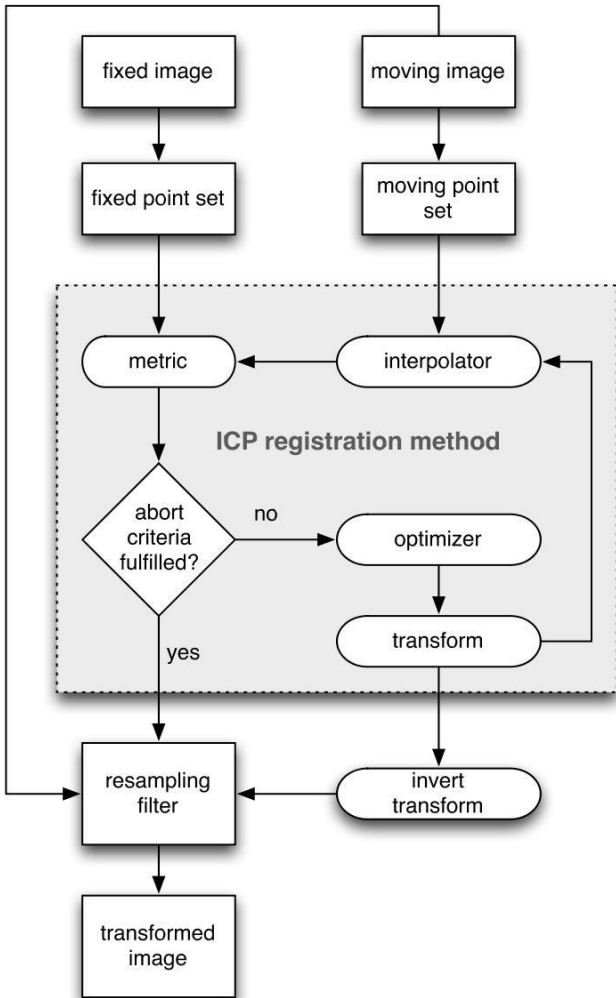 fixed image
moving image
fixed point set
moving point
set
metric
interpolator
ICP registration method
abort
criteria
fulfilled?
no
optimizer
transform
yes
resampling
filter
invert
transform
transformed
image